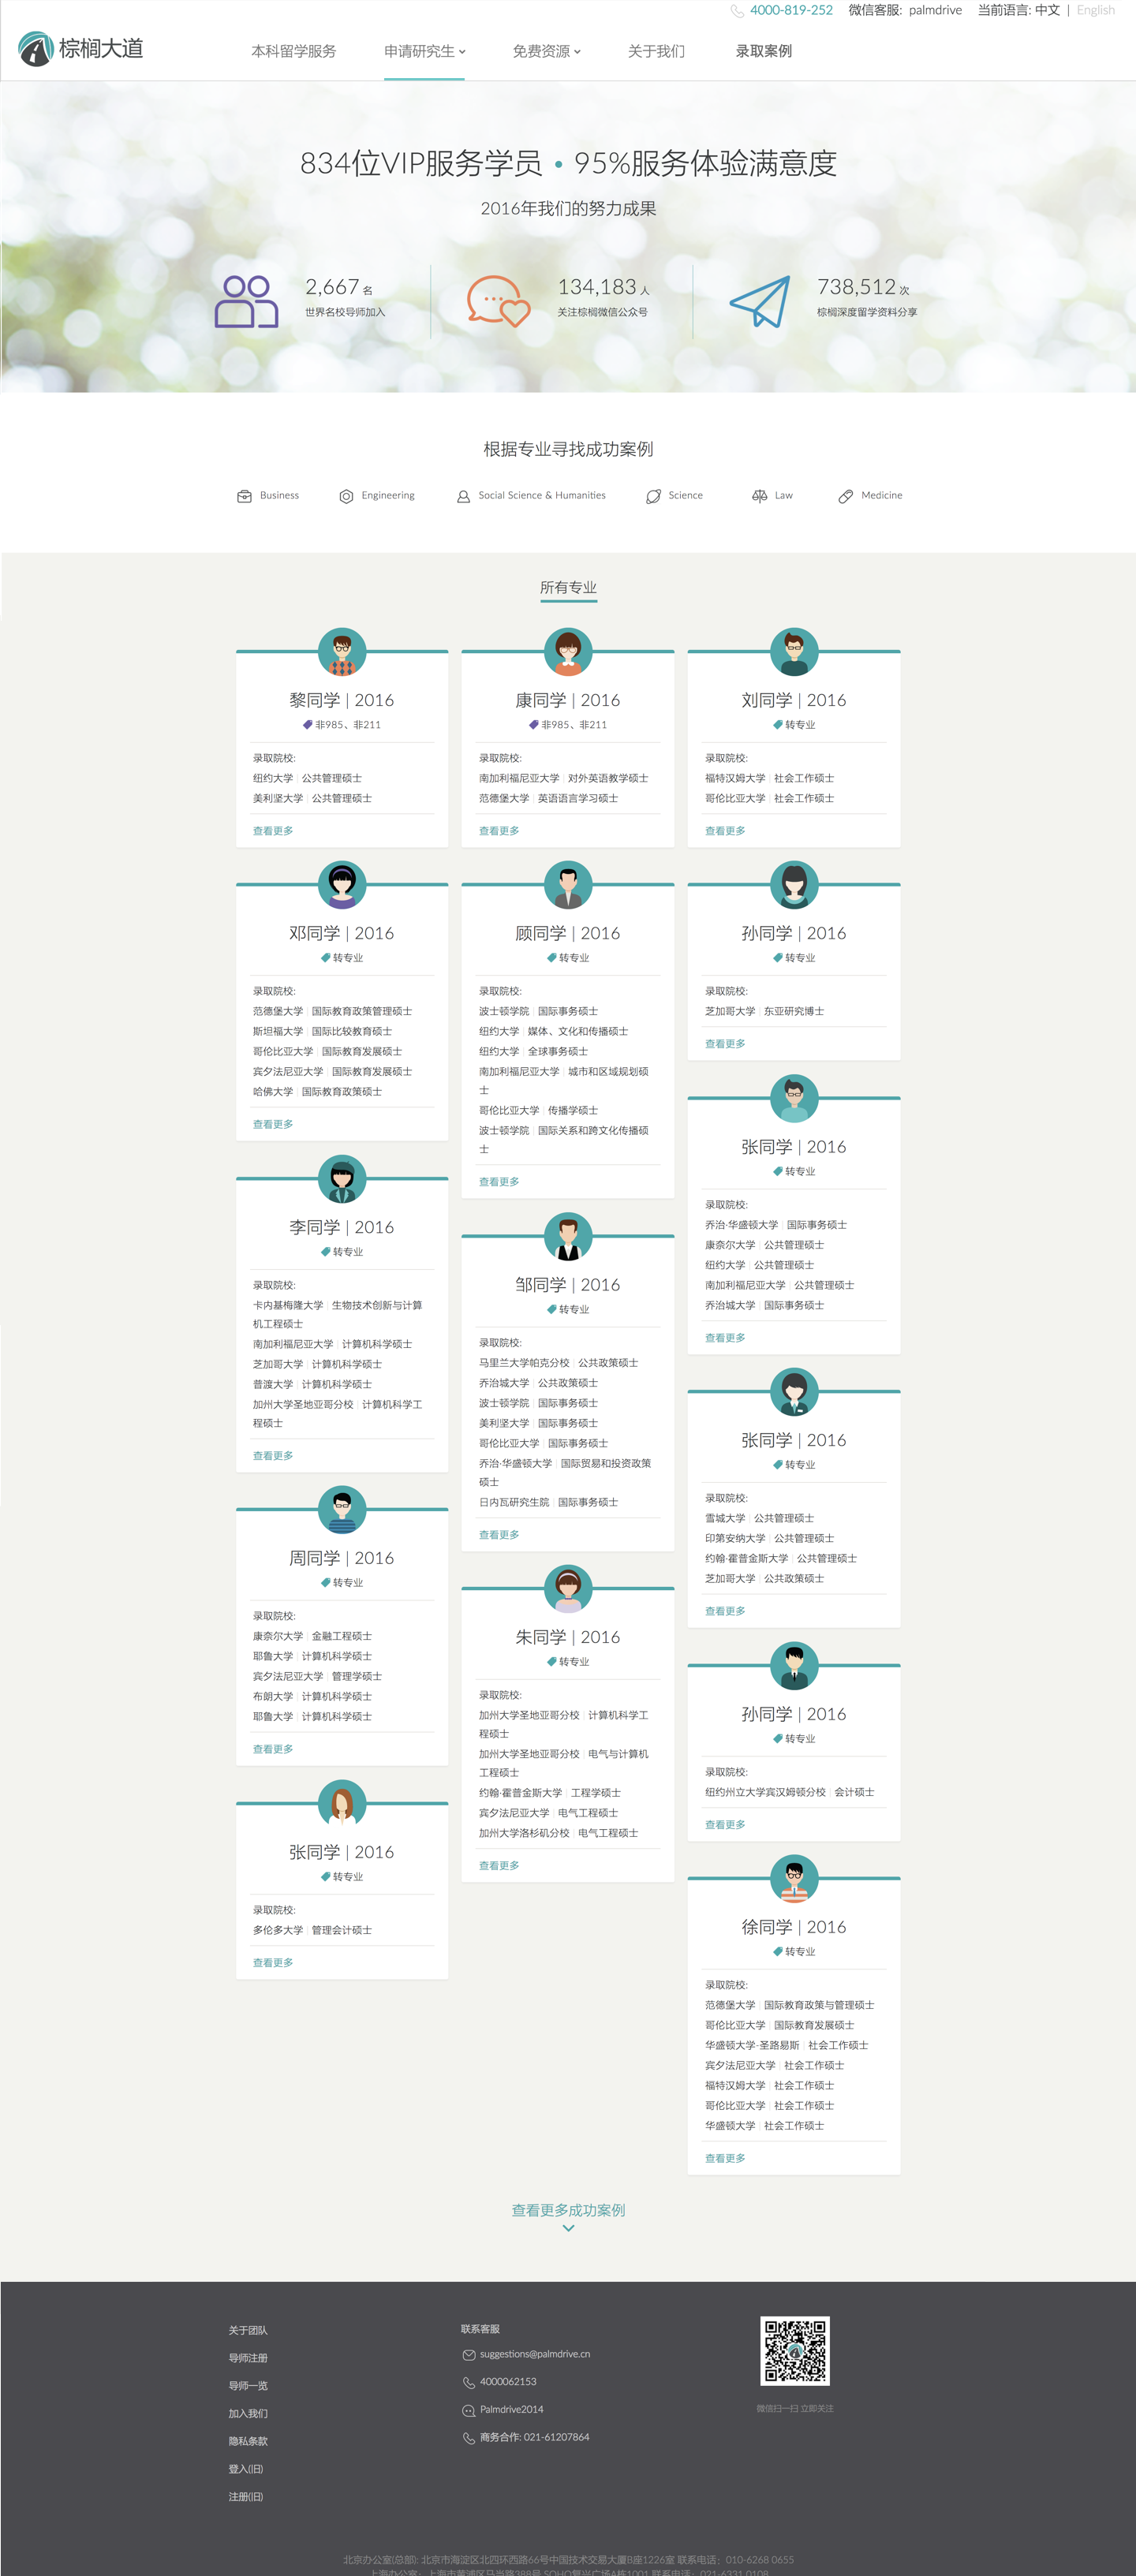 4000-819-252 微信客服: palmdrive 当前语言: 中文 | English
棕榈大道 本科留学服务 申请研究生 免费资源 关于我们 录取案例
834位VIP服务学员 • 95%服务体验满意度
2016年我们的努力成果
2,667 名
世界名校导师加入
134,183 人
关注棕榈微信公众号
738,512 次
棕榈深度留学资料分享
根据专业寻找成功案例
Business Engineering Social Science & Humanities Science Law Medicine
所有专业
黎同学 | 2016
非985、非211
录取院校:
纽约大学 | 公共管理硕士
美利坚大学 | 公共管理硕士
查看更多
康同学 | 2016
非985、非211
录取院校:
南加利福尼亚大学 | 对外英语教学硕士
范德堡大学 | 英语语言学习硕士
查看更多
刘同学 | 2016
转专业
录取院校:
福特汉姆大学 | 社会工作硕士
哥伦比亚大学 | 社会工作硕士
查看更多
邓同学 | 2016
转专业
录取院校:
范德堡大学 | 国际教育政策管理硕士
斯坦福大学 | 国际比较教育硕士
哥伦比亚大学 | 国际教育发展硕士
宾夕法尼亚大学 | 国际教育发展硕士
哈佛大学 | 国际教育政策硕士
查看更多
顾同学 | 2016
转专业
录取院校:
波士顿学院 | 国际事务硕士
纽约大学 | 媒体、文化和传播硕士
纽约大学 | 全球事务硕士
南加利福尼亚大学 | 城市和区域规划硕
士
哥伦比亚大学 | 传播学硕士
波士顿学院 | 国际关系和跨文化传播硕
士
查看更多
孙同学 | 2016
转专业
录取院校:
芝加哥大学 | 东亚研究博士
查看更多
张同学 | 2016
转专业
录取院校:
乔治·华盛顿大学 | 国际事务硕士
康奈尔大学 | 公共管理硕士
纽约大学 | 公共管理硕士
南加利福尼亚大学 | 公共管理硕士
乔治城大学 | 国际事务硕士
查看更多
李同学 | 2016
转专业
录取院校:
卡内基梅隆大学 | 生物技术创新与计算
机工程硕士
南加利福尼亚大学 | 计算机科学硕士
芝加哥大学 | 计算机科学硕士
普渡大学 | 计算机科学硕士
加州大学圣地亚哥分校 | 计算机科学工
程硕士
查看更多
邹同学 | 2016
转专业
录取院校:
马里兰大学帕克分校 | 公共政策硕士
乔治城大学 | 公共政策硕士
波士顿学院 | 国际事务硕士
美利坚大学 | 国际事务硕士
哥伦比亚大学 | 国际事务硕士
乔治·华盛顿大学 | 国际贸易和投资政策
硕士
日内瓦研究生院 | 国际事务硕士
查看更多
张同学 | 2016
转专业
录取院校:
雪城大学 | 公共管理硕士
印第安纳大学 | 公共管理硕士
约翰·霍普金斯大学 | 公共管理硕士
芝加哥大学 | 公共政策硕士
查看更多
周同学 | 2016
转专业
录取院校:
康奈尔大学 | 金融工程硕士
耶鲁大学 | 计算机科学硕士
宾夕法尼亚大学 | 管理学硕士
布朗大学 | 计算机科学硕士
耶鲁大学 | 计算机科学硕士
查看更多
朱同学 | 2016
转专业
录取院校:
加州大学圣地亚哥分校 | 计算机科学工
程硕士
加州大学圣地亚哥分校 | 电气与计算机
工程硕士
约翰·霍普金斯大学 | 工程学硕士
宾夕法尼亚大学 | 电气工程硕士
加州大学洛杉矶分校 | 电气工程硕士
查看更多
孙同学 | 2016
转专业
录取院校:
纽约州立大学宾汉姆顿分校 | 会计硕士
查看更多
张同学 | 2016
转专业
录取院校:
多伦多大学 | 管理会计硕士
查看更多
徐同学 | 2016
转专业
录取院校:
范德堡大学 | 国际教育政策与管理硕士
哥伦比亚大学 | 国际教育发展硕士
华盛顿大学-圣路易斯 | 社会工作硕士
宾夕法尼亚大学 | 社会工作硕士
福特汉姆大学 | 社会工作硕士
哥伦比亚大学 | 社会工作硕士
华盛顿大学 | 社会工作硕士
查看更多
查看更多成功案例
关于团队
导师注册
导师一览
加入我们
隐私条款
登入(旧)
注册(旧)
联系客服
suggestions@palmdrive.cn
4000062153
Palmdrive2014
商务合作: 021-61207864
微信扫一扫 立即关注
北京办公室(总部): 北京市海淀区北四环西路66号中国技术交易大厦B座1226室 联系电话：010-6268 0655
上海办公室：上海市黄浦区马当路388号 SOHO复兴广场A栋1001 联系电话：021-6331 0108